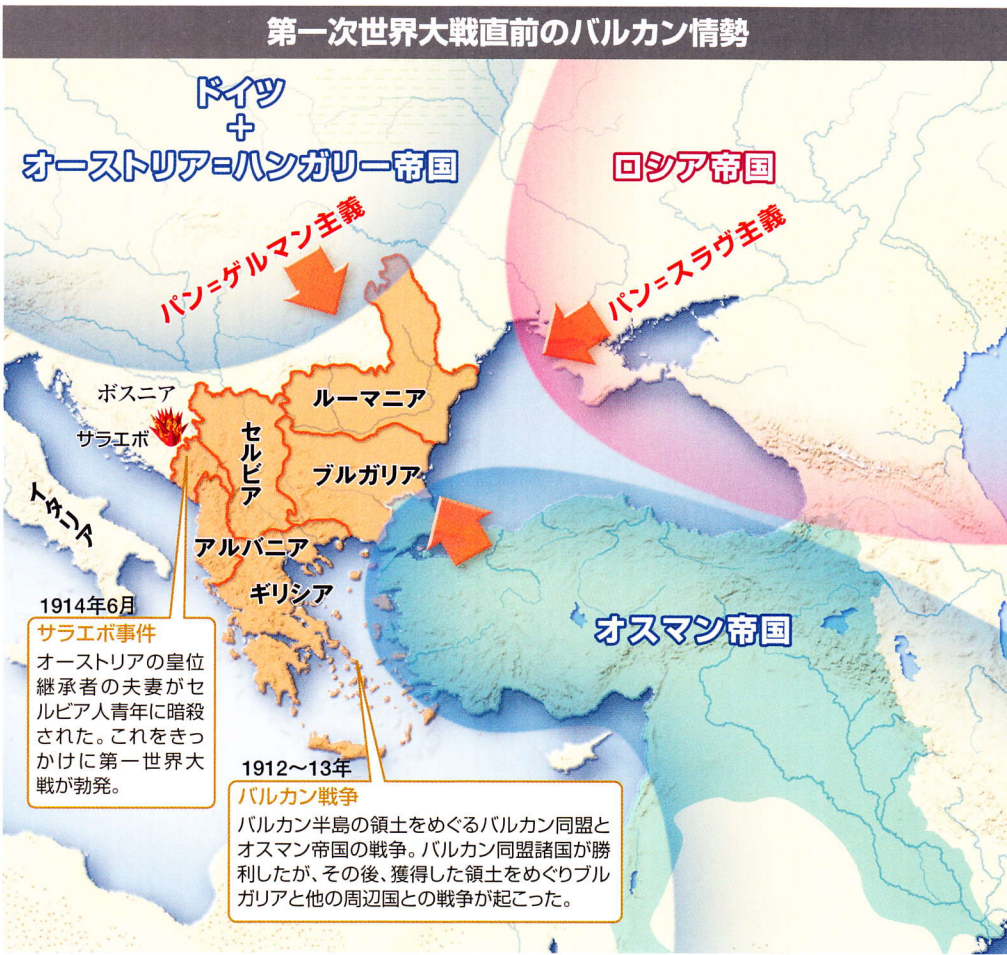 第一次世界大戦直前のバルカン情勢
ドイツ
+
オーストリア=ハンガリー帝国
ロシア帝国
パン=ゲルマン主義
パン=スラヴ主義
ボスニア
サラエボ
セルビア
ルーマニア
ブルガリア
イタリア
アルバニア
ギリシア
オスマン帝国
1914年6月
サラエボ事件
オーストリアの皇位
継承者の夫妻がセ
ルビア人青年に暗殺
された。これをきっ
かけに第一世界大
戦が勃発。
1912〜13年
バルカン戦争
バルカン半島の領土をめぐるバルカン同盟と
オスマン帝国の戦争。バルカン同盟諸国が勝
利したが、その後、獲得した領土をめぐりブル
ガリアと他の周辺国との戦争が起こった。